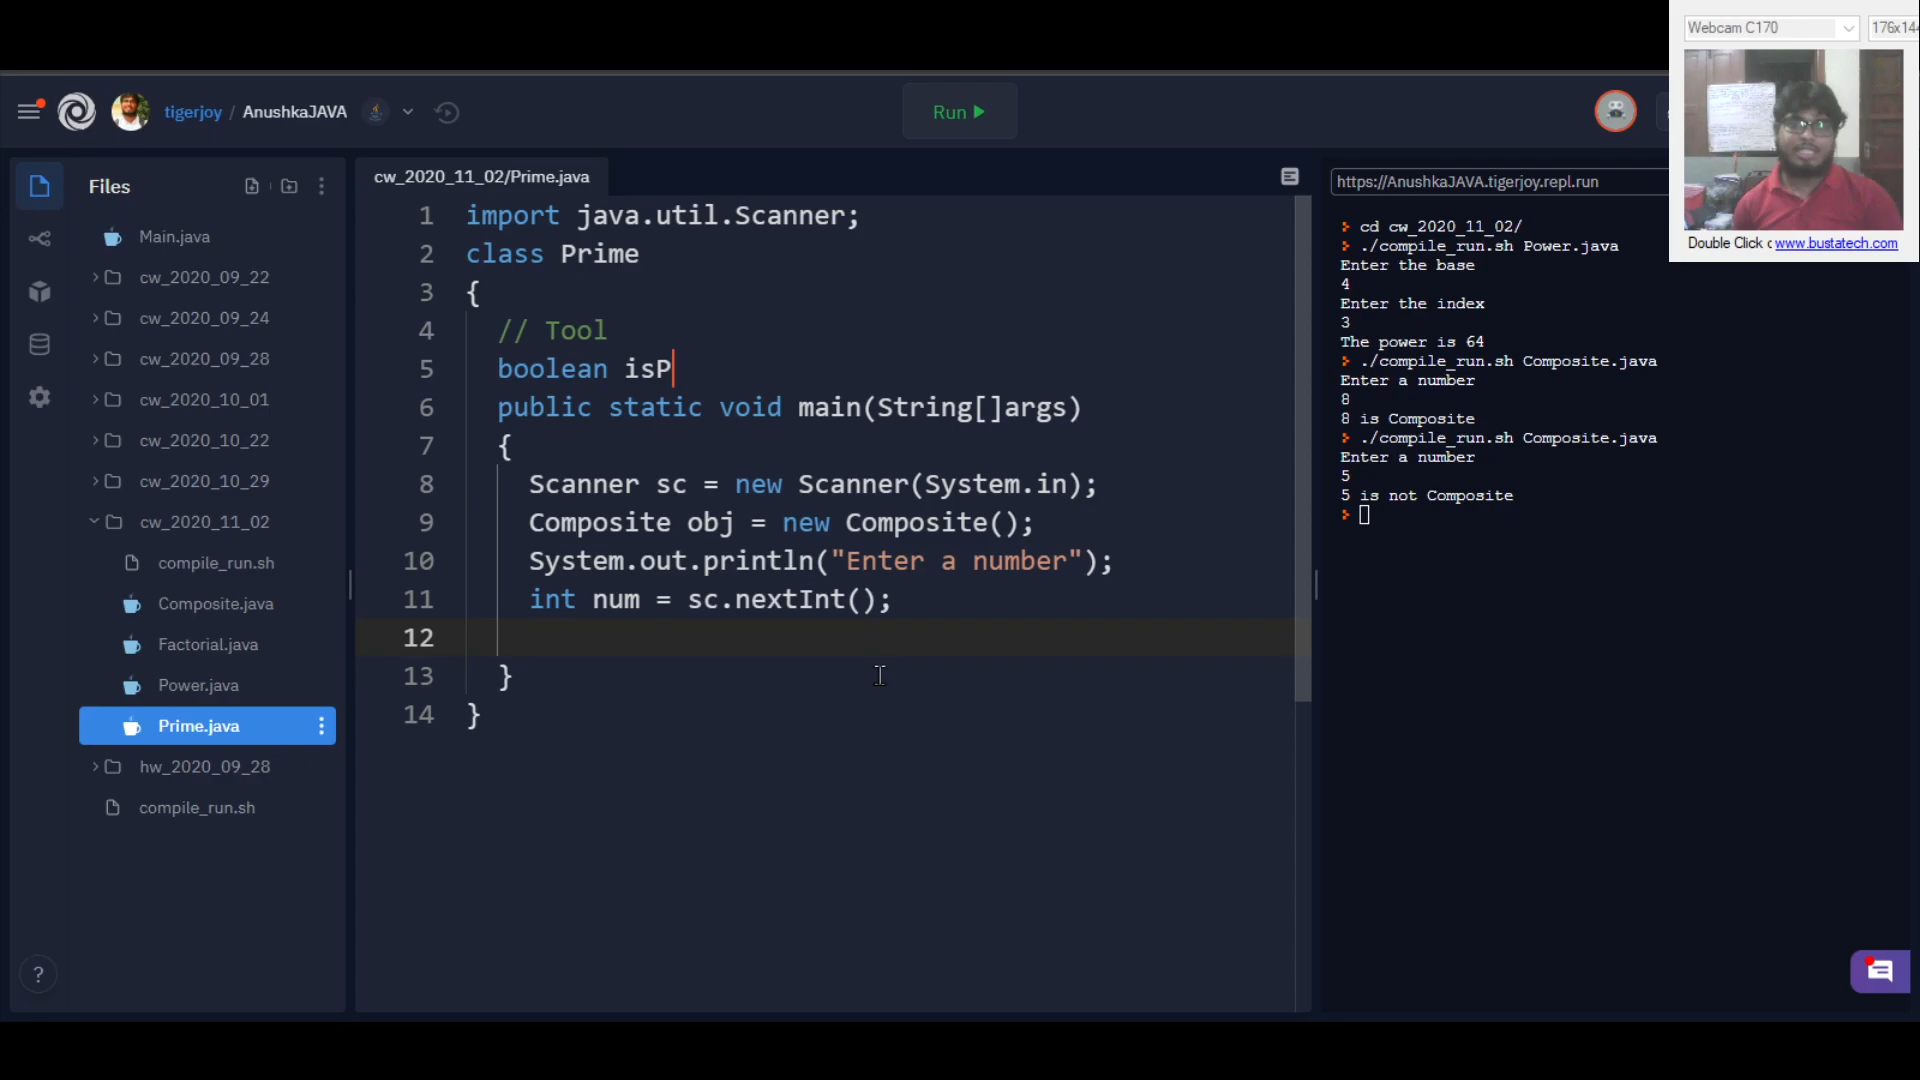 Webcam C170
176x144
tigerjoy / AnushkaJAVA
Run
Files
cw_2020_11_02/Prime.java
https://AnushkaJAVA.tigerjoy.repl.run
Double Click
www.bustatech.com
Main.java
cw_2020_09_22
cw_2020_09_24
cw_2020_09_28
cw_2020_10_01
cw_2020_10_22
cw_2020_10_29
cw_2020_11_02
compile_run.sh
Composite.java
Factorial.java
Power.java
Prime.java
hw_2020_09_28
compile_run.sh
?
1 import java.util.Scanner;
2 class Prime
3 {
4 // Tool
5 boolean isP
6 public static void main(String[]args)
7 {
8 Scanner sc = new Scanner(System.in);
9 Composite obj = new Composite();
10 System.out.println("Enter a number");
11 int num = sc.nextInt();
12
13 }
14 }
cd cw_2020_11_02/
./compile_run.sh Power.java
Enter the base
4
Enter the index
3
The power is 64
./compile_run.sh Composite.java
Enter a number
8
8 is Composite
./compile_run.sh Composite.java
Enter a number
5
5 is not Composite